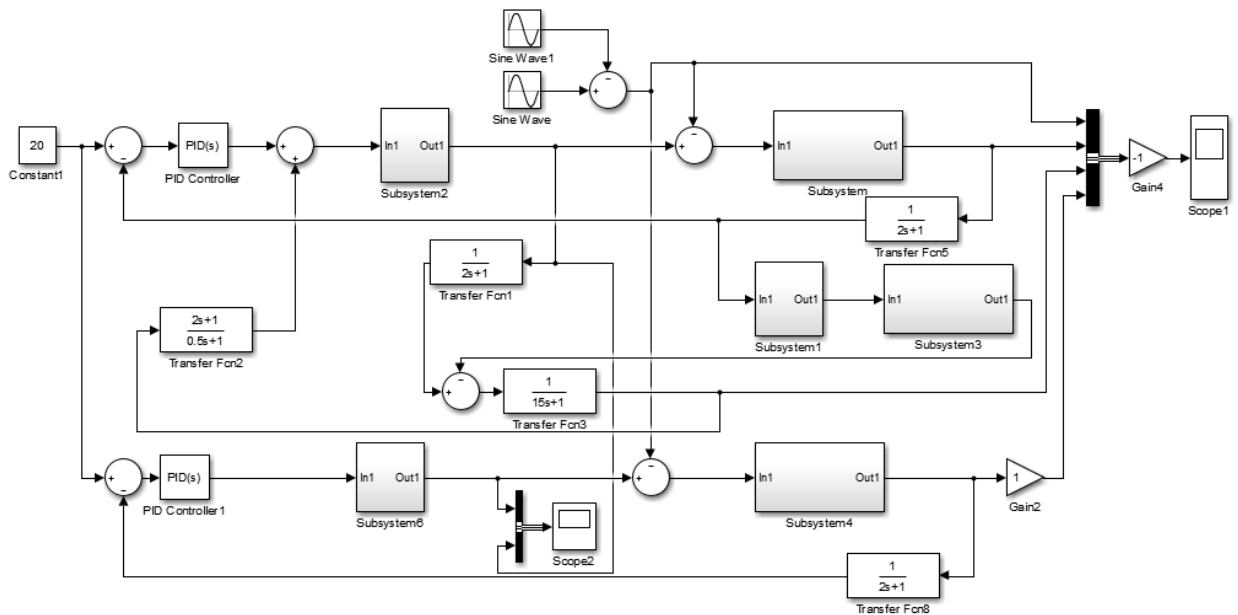 Sine Wave1
Sine Wave
20
Constant1
PID(s)
PID Controller
In1 Out1
Subsystem2
In1 Out1
Subsystem
-1
Gain4
Scope1
1
2s+1
Transfer Fcn5
1
2s+1
Transfer Fcn1
In1 Out1
Subsystem1
In1 Out1
Subsystem3
2s+1
0.5s+1
Transfer Fcn2
1
15s+1
Transfer Fcn3
PID(s)
PID Controller1
In1 Out1
Subsystem6
In1 Out1
Subsystem4
1
Gain2
Scope2
1
2s+1
Transfer Fcn8